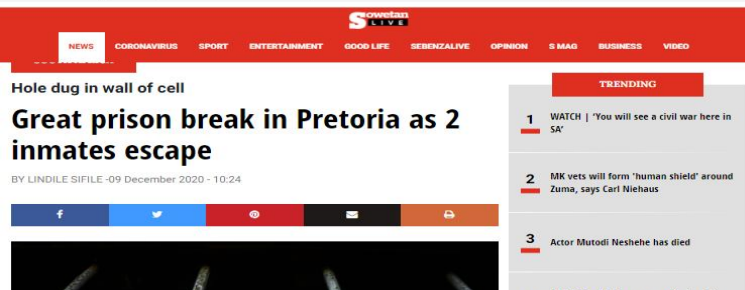 Sowetan
LIVE
NEWS CORONAVIRUS SPORT ENTERTAINMENT GOOD LIFE SEBENZALIVE OPINION S MAG BUSINESS VIDEO
Hole dug in wall of cell
Great prison break in Pretoria as 2
inmates escape
BY LINDILE SIFILE -09 December 2020 - 10:24
TRENDING
1 WATCH | ‘You will see a civil war here in
SA’
2 MK vets will form 'human shield' around
Zuma, says Carl Niehaus
3 Actor Mutodi Neshehe has died